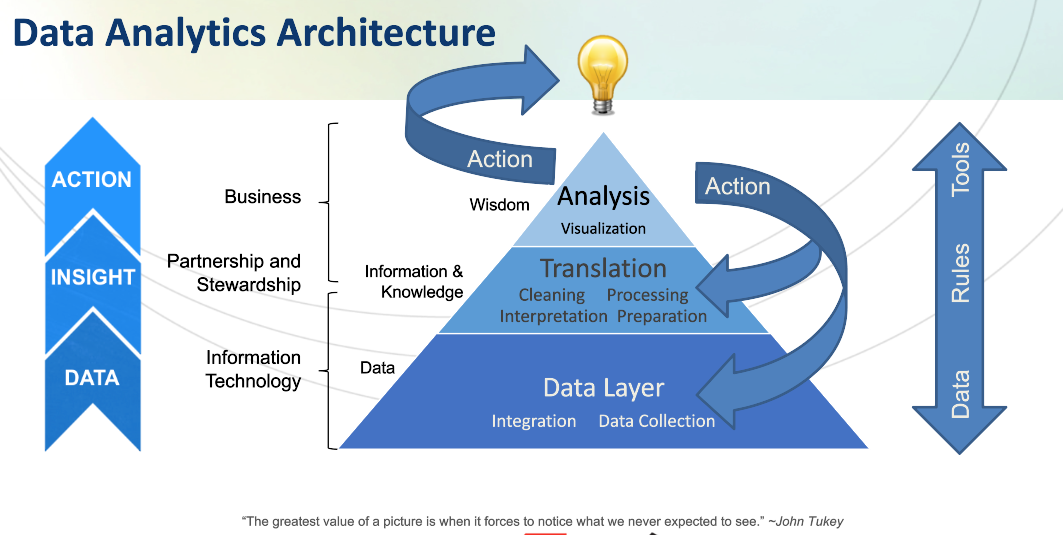 Data Analytics Architecture
ACTION
INSIGHT
DATA
Business
Partnership and
Stewardship
Information
Technology
Wisdom
Information &
Knowledge
Data
Action
Action
Analysis
Visualization
Translation
Cleaning Processing
Interpretation Preparation
Data Layer
Integration Data Collection
Tools
Rules
Data
“The greatest value of a picture is when it forces to notice what we never expected to see.” ~John Tukey